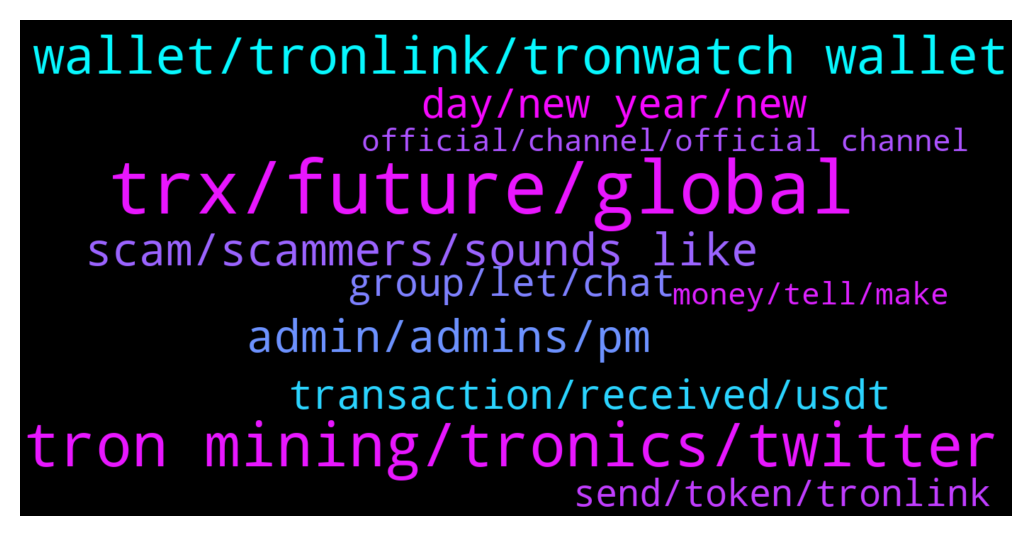 wallet/tronlink/tronwatch wallet
day/new year/new
official/channel/official channel
trx/future/global
scam/scammers/sounds like
group/let/chat
money/tell/make
admin/admins/pm
transaction/received/usdt
tron mining/tronics/twitter
send/token/tronlink